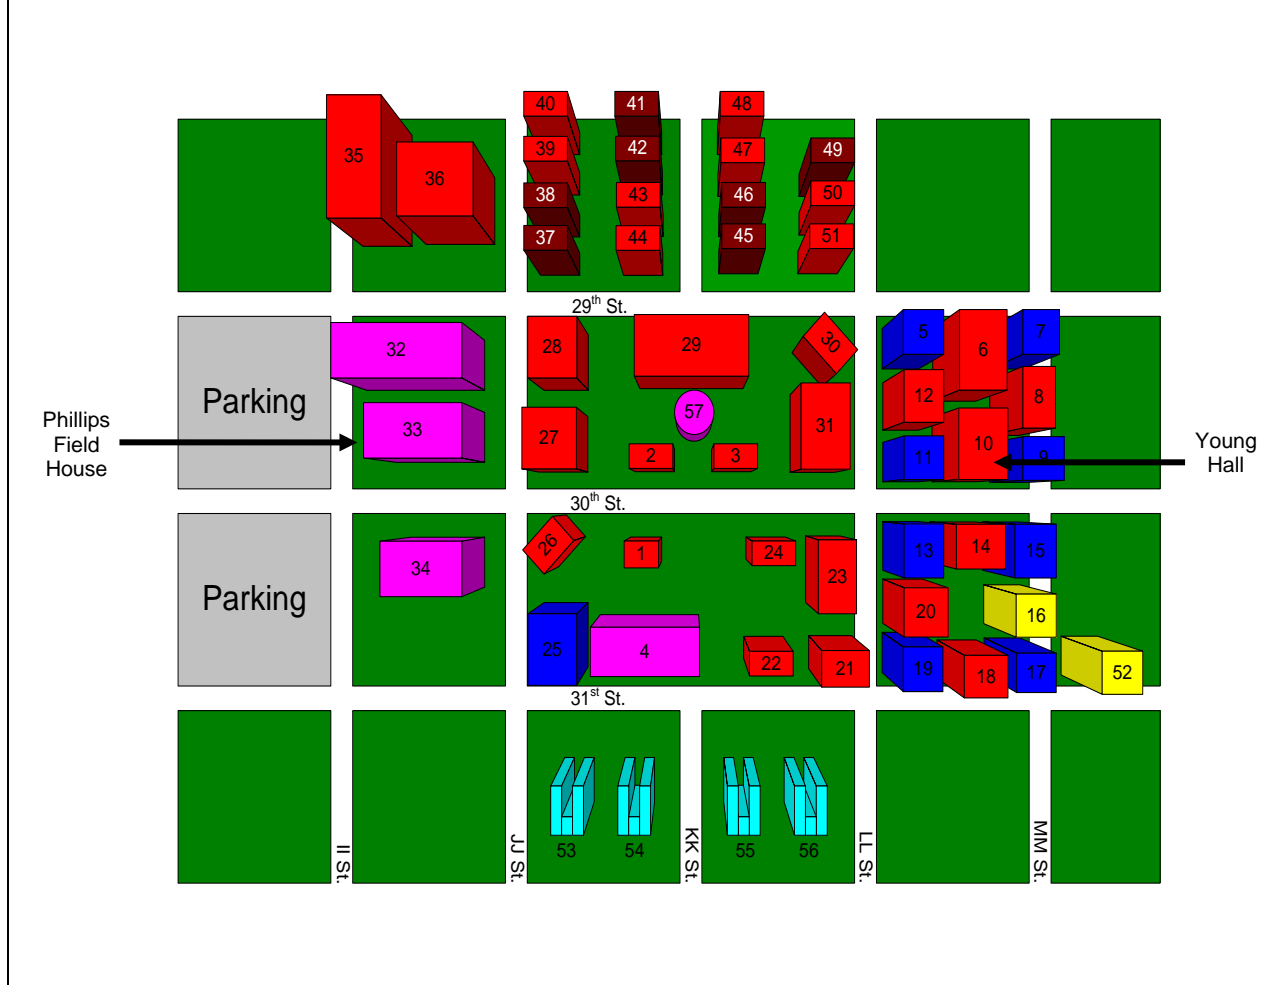 40 41 48
35 39 42 47 49
36 38 43 46 50
37 44 45 51
29th St.
28 29 30 5 6 7
32
Parking
Phillips
Field
House
33 27 57 2 3 31 12 8
11 10 9
Young
Hall
30th St.
26 1 24 23 13 14 15
34
Parking
20 16
25 4 22 21 19 18 17 52
31st St.
II St.
JJ St.
KK St.
LL St.
MM St.
53 54 55 56